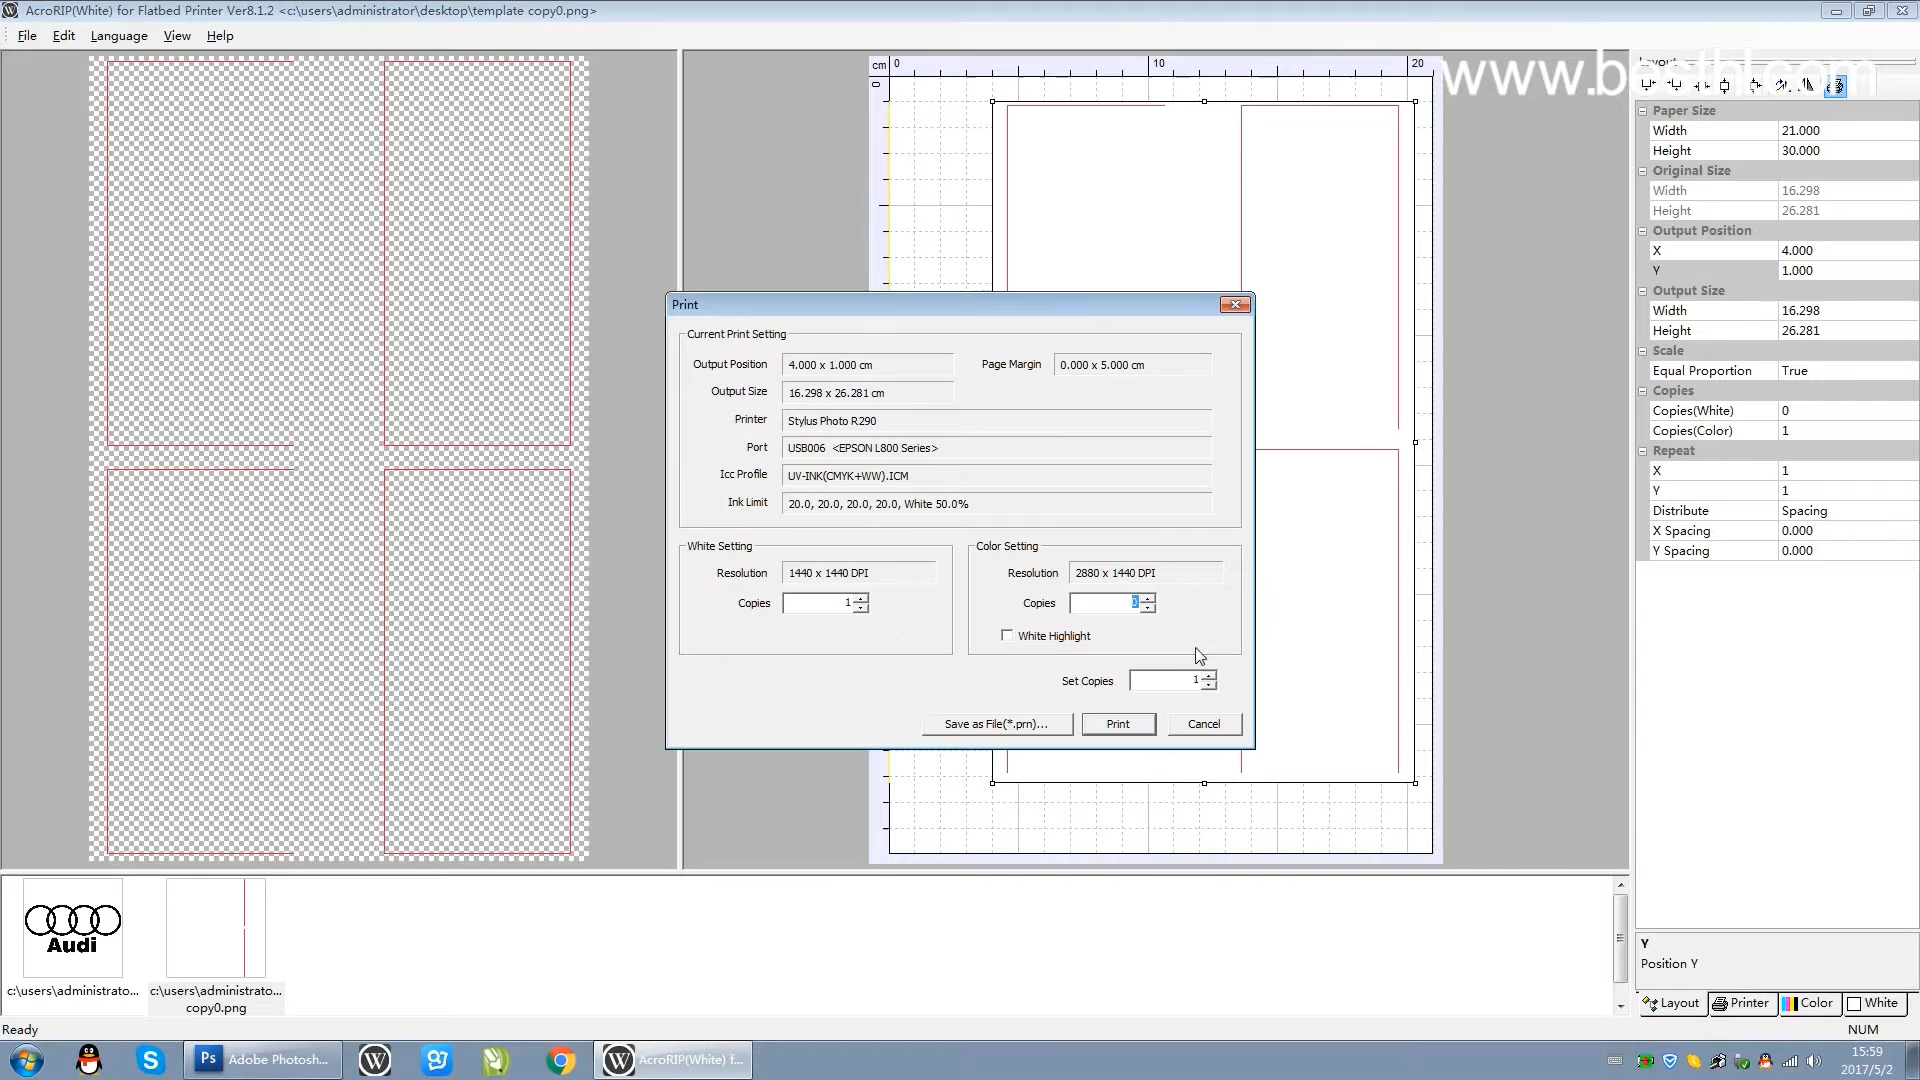 AcroRIP(White) for Flatbed Printer Ver8.1.2 <c:\users\administrator\desktop\template copy0.png>
File Edit Language View Help
cm 0 10 20
0
Layout
Paper Size
Width 21.000
Height 30.000
Original Size
Width 16.298
Height 26.281
Output Position
X 4.000
Y 1.000
Output Size
Width 16.298
Height 26.281
Scale
Equal Proportion True
Copies
Copies(White) 0
Copies(Color) 1
Repeat
X 1
Y 1
Distribute Spacing
X Spacing 0.000
Y Spacing 0.000
Print
Current Print Setting
Output Position 4.000 x 1.000 cm Page Margin 0.000 x 5.000 cm
Output Size 16.298 x 26.281 cm
Printer Stylus Photo R290
Port USB006 <EPSON L800 Series>
Icc Profile UV-INK(CMYK+WW).ICM
Ink Limit 20.0, 20.0, 20.0, 20.0, White 50.0%
White Setting
Resolution 1440 x 1440 DPI
Copies 1
Color Setting
Resolution 2880 x 1440 DPI
Copies 0
White Highlight
Set Copies 1
Save as File(*.prn)... Print Cancel
Audi
c:\users\administrato...
c:\users\administrato...
copy0.png
Y
Position Y
Layout Printer Color White
Ready
NUM
Ps Adobe Photosh...
AcroRIP(White) f...
15:59
2017/5/2